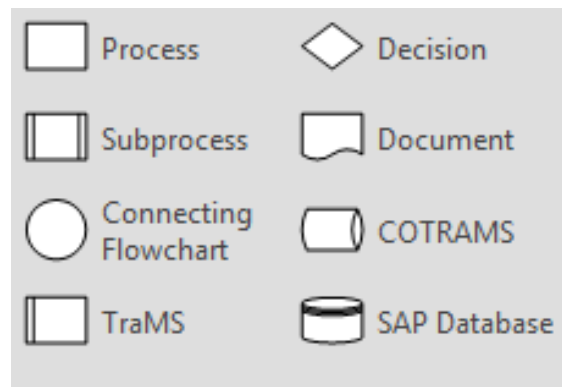 Process
Decision
Subprocess
Document
Connecting
Flowchart
COTRAMS
TraMS
SAP Database